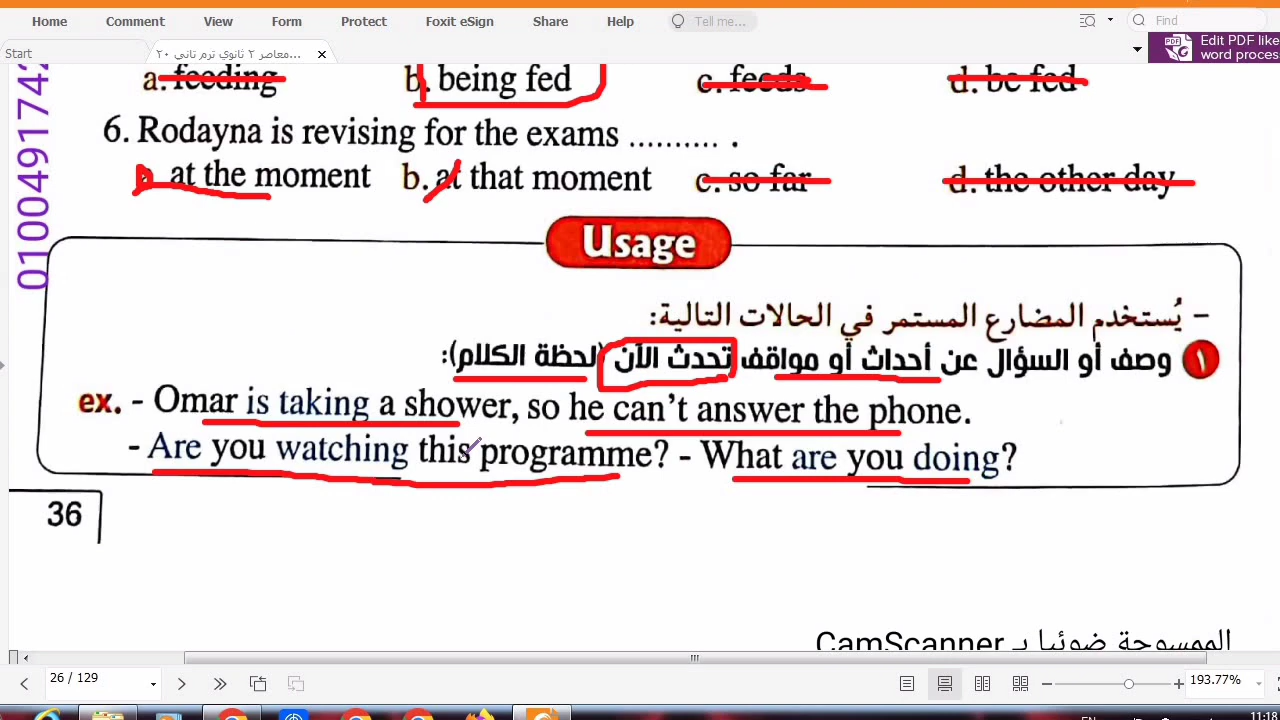 Home Comment View Form Protect Foxit eSign Share Help Tell me... Find
Start معاصر ٢ ثانوي ترم تاني ٢٠... Edit PDF like
word proces
a. feeding b. being fed c. feeds d. be fed
6. Rodayna is revising for the exams .......... .
a. at the moment b. at that moment c. so far d. the other day
Usage
- يُستخدم المضارع المستمر في الحالات التالية:
١ وصف أو السؤال عن أحداث أو مواقف تحدث الآن (لحظة الكلام):
ex. - Omar is taking a shower, so he can't answer the phone.
- Are you watching this programme? - What are you doing?
36
الممسوحة ضوئيا بـ CamScanner
26 / 129 193.77%
EN 11:18